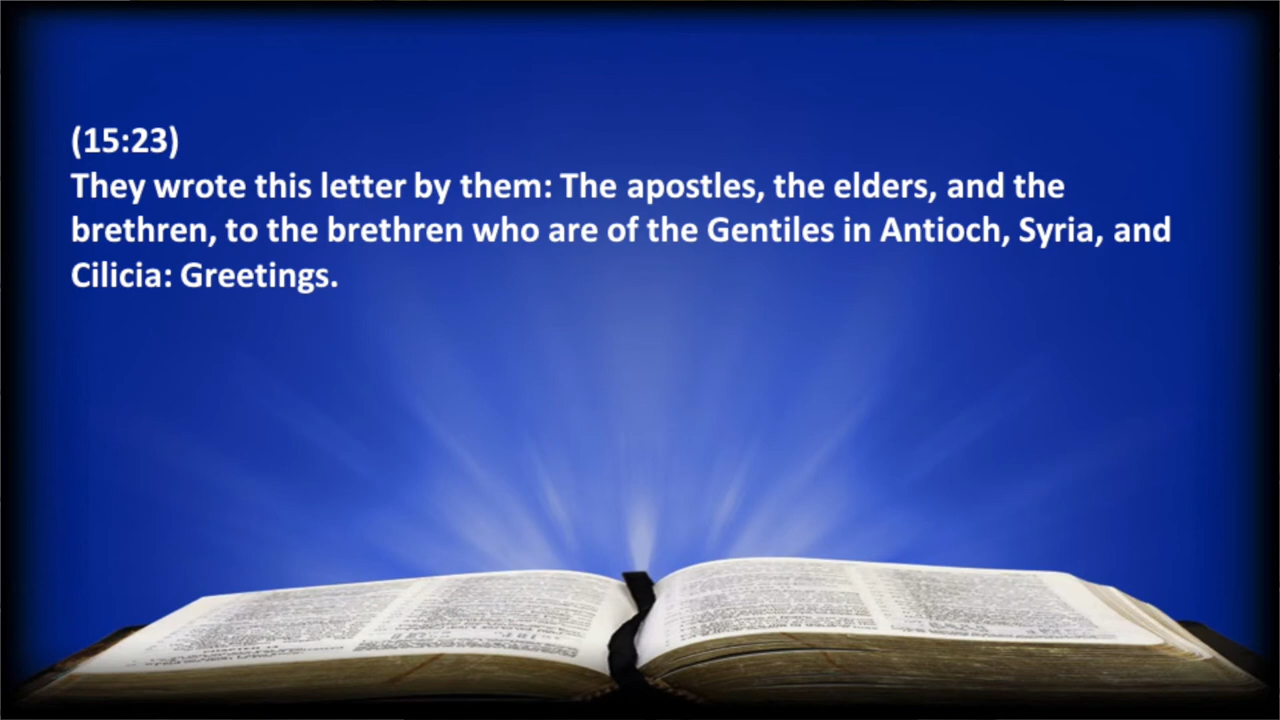 (15:23)
They wrote this letter by them: The apostles, the elders, and the
brethren, to the brethren who are of the Gentiles in Antioch, Syria, and
Cilicia: Greetings.